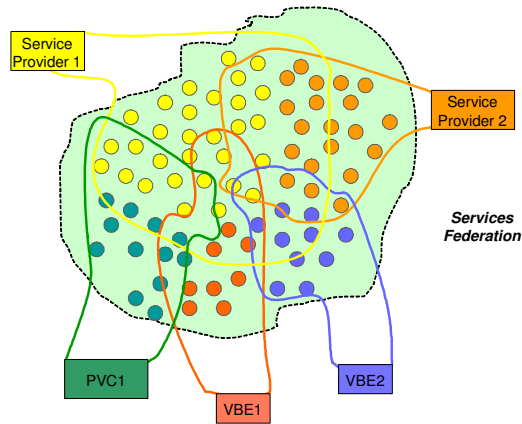 Service
Provider 1
Service
Provider 2
Services
Federation
PVC1
VBE1
VBE2